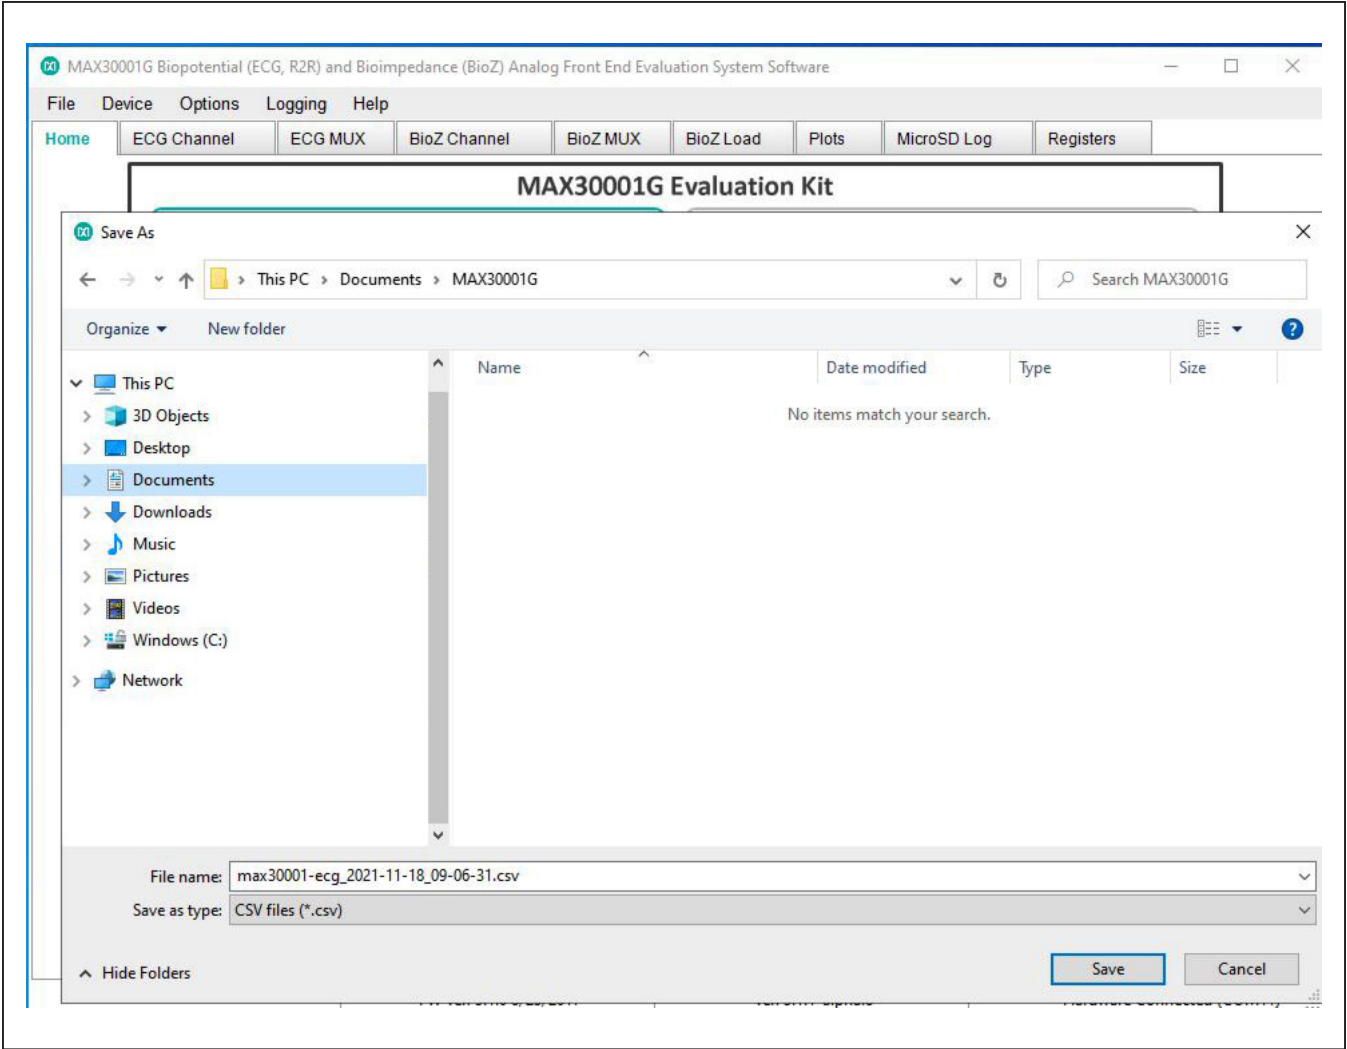 MAX30001G Biopotential (ECG, R2R) and Bioimpedance (BioZ) Analog Front End Evaluation System Software
File Device Options Logging Help
Home ECG Channel ECG MUX BioZ Channel BioZ MUX BioZ Load Plots MicroSD Log Registers
MAX30001G Evaluation Kit
Save As
This PC › Documents › MAX30001G Search MAX30001G
Organize New folder
Name Date modified Type Size
No items match your search.
This PC
3D Objects
Desktop
Documents
Downloads
Music
Pictures
Videos
Windows (C:)
Network
File name: max30001-ecg_2021-11-18_09-06-31.csv
Save as type: CSV files (*.csv)
Hide Folders Save Cancel